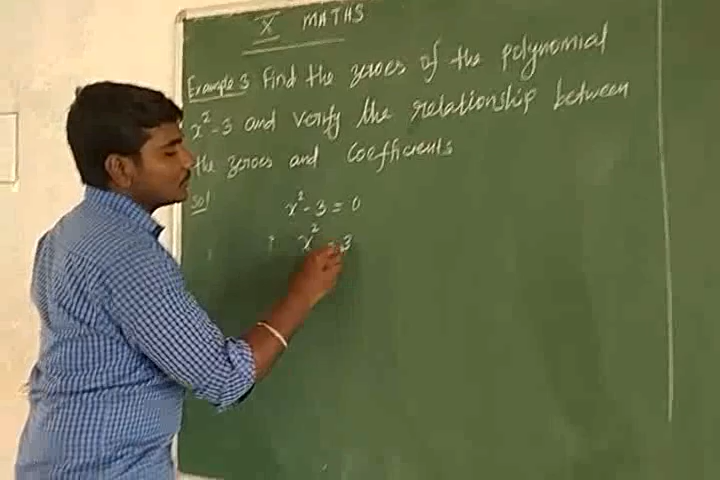 X MATHS
Example 3 Find the zeroes of the polynomial
x²-3 and verify the relationship between
the zeroes and coefficients
Sol
x²-3=0
x²=3